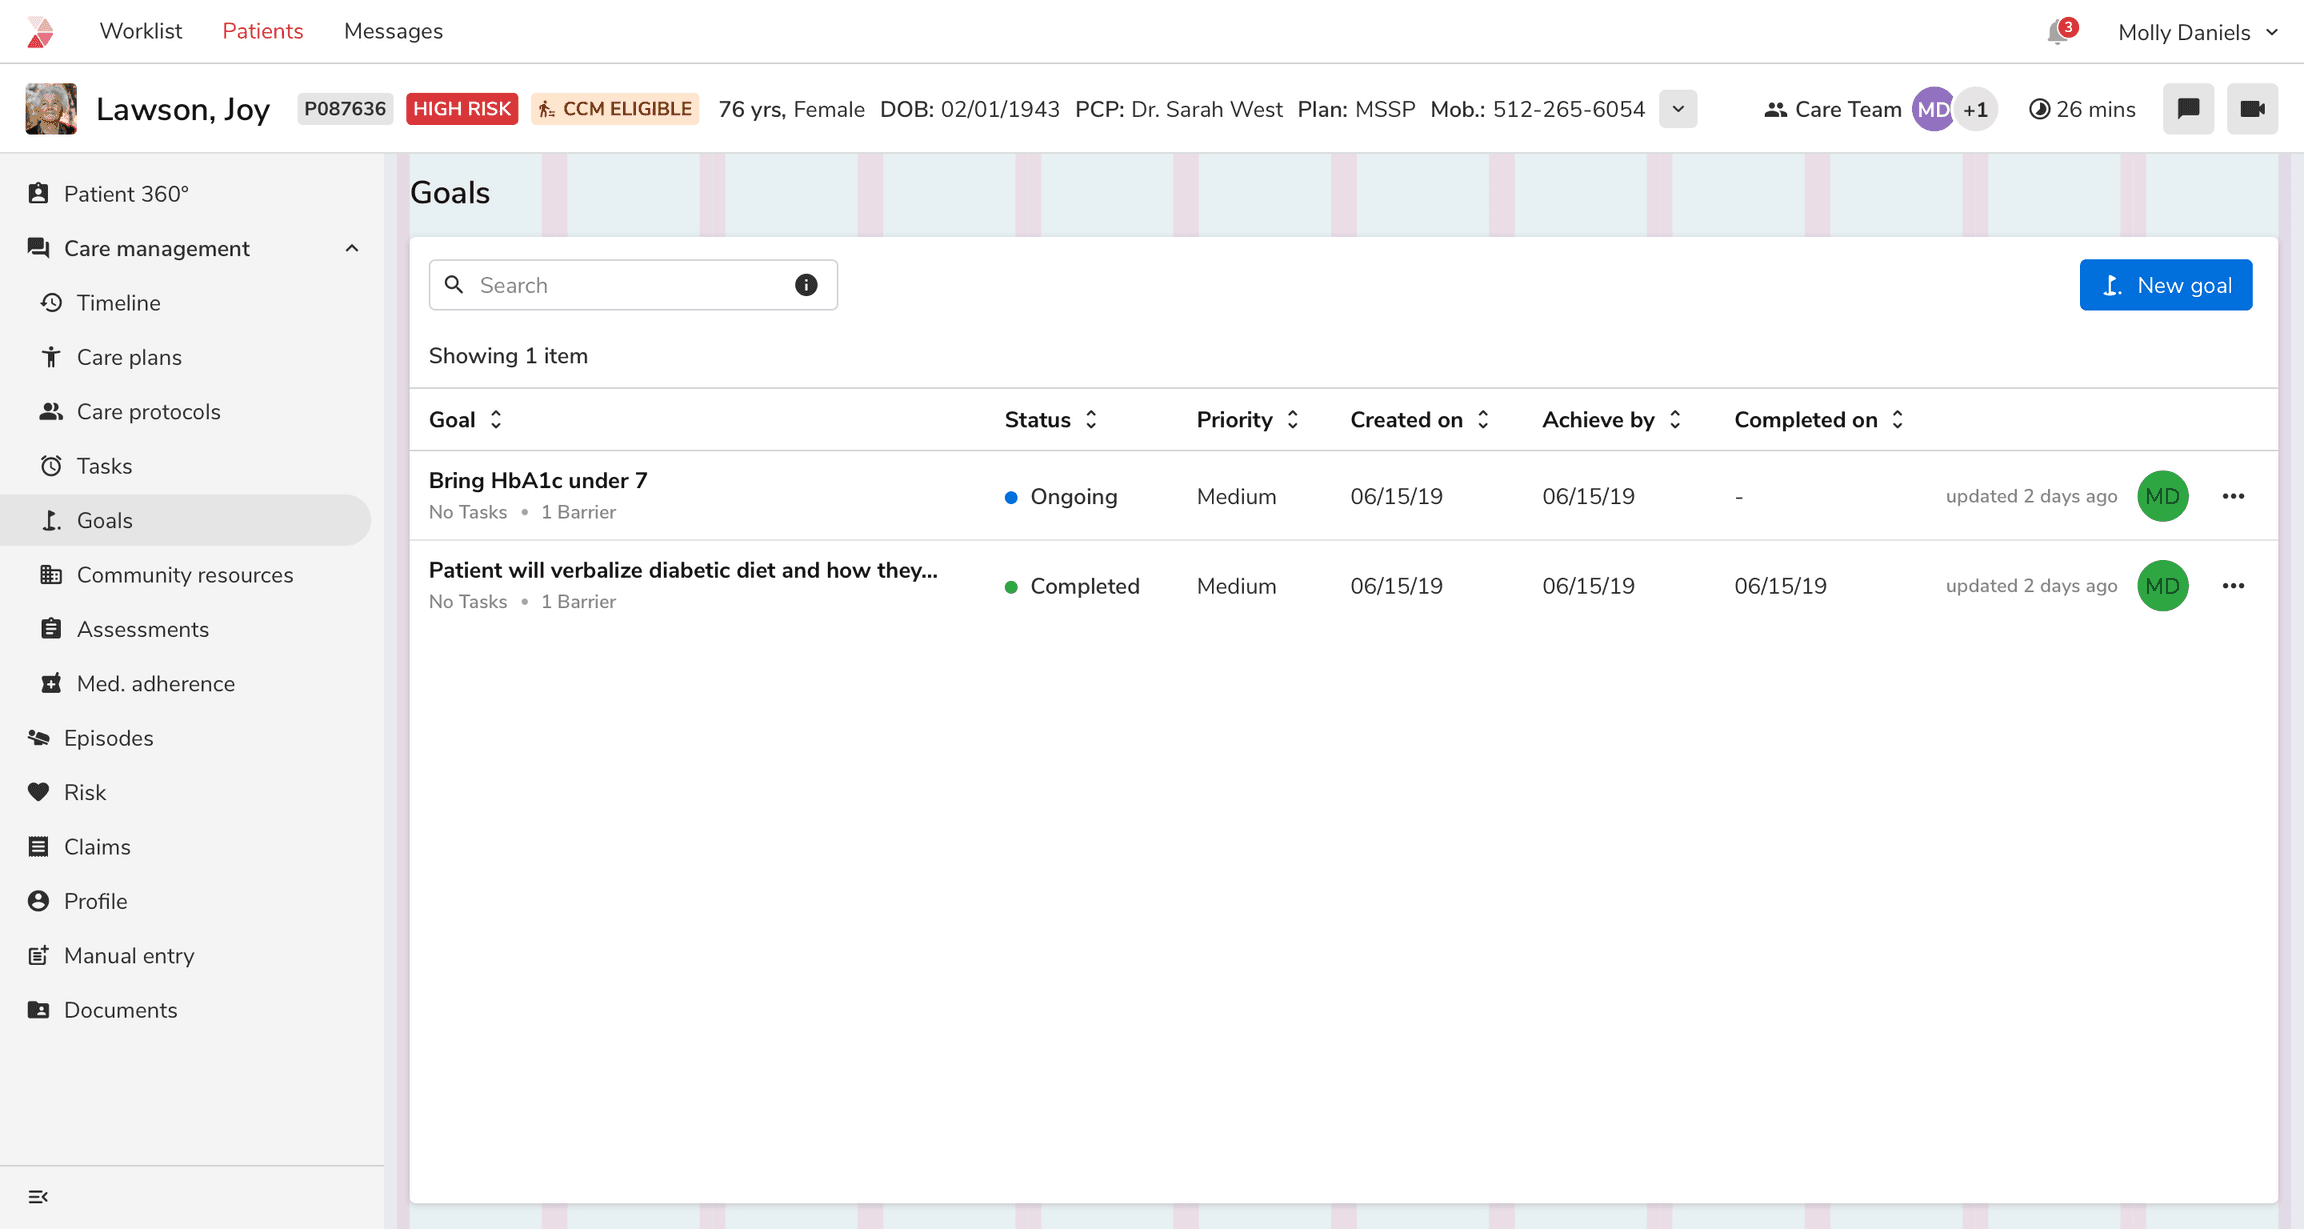 Worklist Patients Messages 3 Molly Daniels
Lawson, Joy P087636 HIGH RISK CCM ELIGIBLE 76 yrs, Female DOB: 02/01/1943 PCP: Dr. Sarah West Plan: MSSP Mob.: 512-265-6054 Care Team MD +1 26 mins
Patient 360°
Care management
Timeline
Care plans
Care protocols
Tasks
Goals
Community resources
Assessments
Med. adherence
Episodes
Risk
Claims
Profile
Manual entry
Documents
Goals
Search New goal
Showing 1 item
Goal Status Priority Created on Achieve by Completed on
Bring HbA1c under 7
No Tasks • 1 Barrier
Ongoing Medium 06/15/19 06/15/19 - updated 2 days ago MD
Patient will verbalize diabetic diet and how they...
No Tasks • 1 Barrier
Completed Medium 06/15/19 06/15/19 06/15/19 updated 2 days ago MD